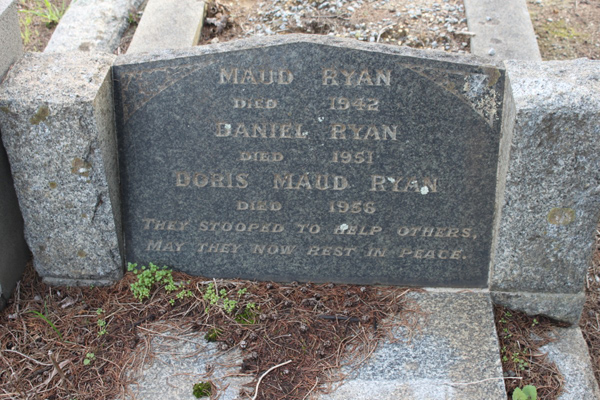 MAUD RYAN
DIED 1942
DANIEL RYAN
DIED 1951
DORIS MAUD RYAN
DIED 1958
THEY STOOPED TO HELP OTHERS,
MAY THEY NOW REST IN PEACE.